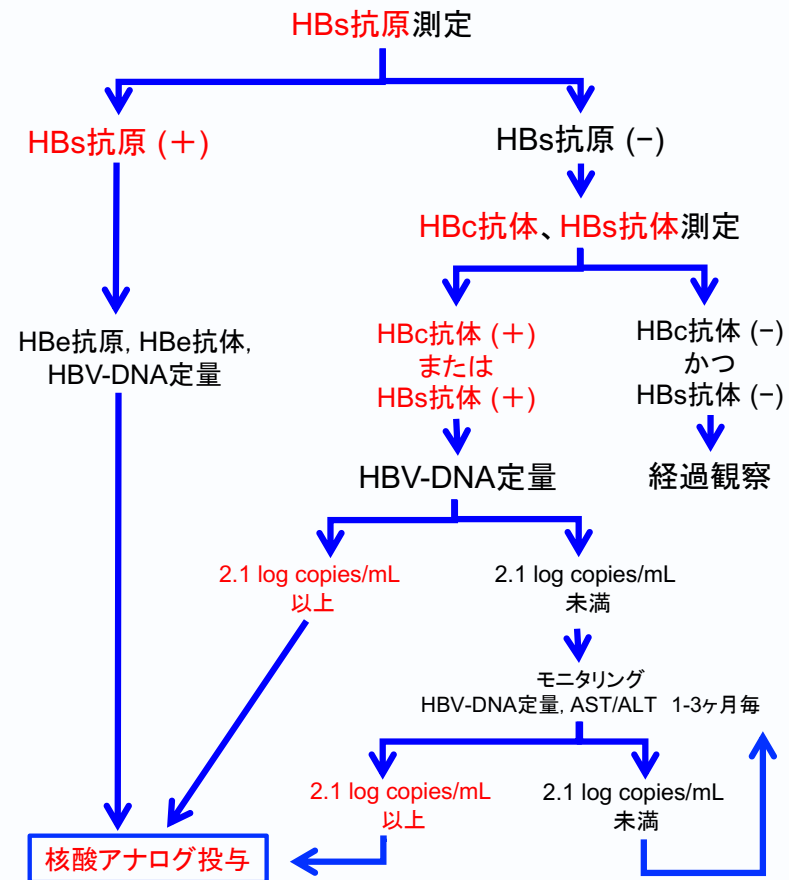 HBs抗原測定
HBs抗原 (＋)
HBs抗原 (−)
HBc抗体、HBs抗体測定
HBe抗原, HBe抗体,
HBV-DNA定量
HBc抗体 (＋)
または
HBs抗体 (＋)
HBc抗体 (−)
かつ
HBs抗体 (−)
HBV-DNA定量
経過観察
2.1 log copies/mL
以上
2.1 log copies/mL
未満
モニタリング
HBV-DNA定量, AST/ALT 1-3ヶ月毎
2.1 log copies/mL
以上
2.1 log copies/mL
未満
核酸アナログ投与